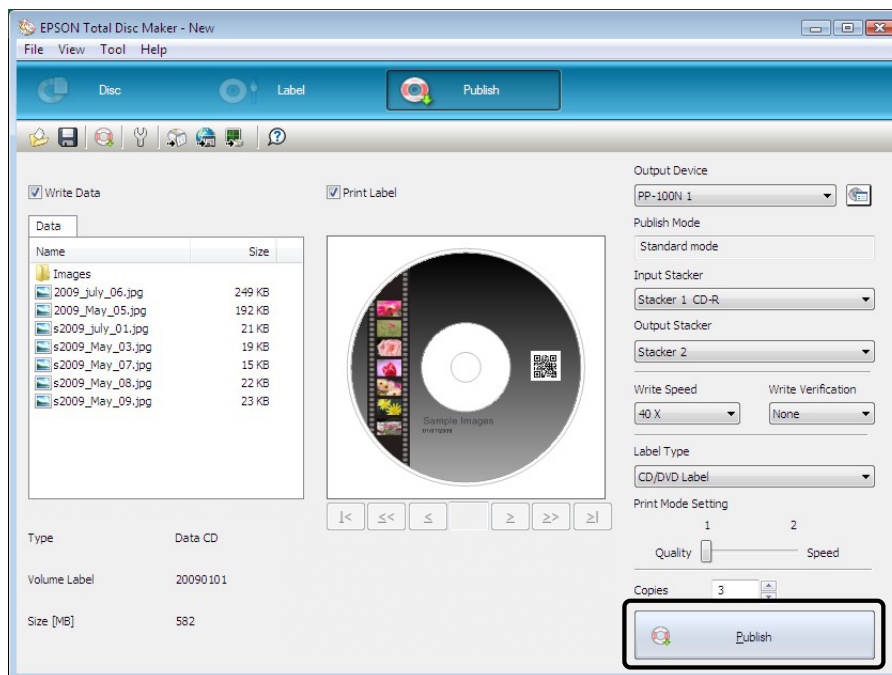 EPSON Total Disc Maker - New
File View Tool Help
Disc Label Publish
Write Data
Data
Name Size
Images
2009_july_06.jpg 249 KB
2009_May_05.jpg 192 KB
s2009_july_01.jpg 21 KB
s2009_May_03.jpg 19 KB
s2009_May_07.jpg 15 KB
s2009_May_08.jpg 22 KB
s2009_May_09.jpg 23 KB
Type Data CD
Volume Label 20090101
Size [MB] 582
Print Label
Sample Images
|< << < > >> >|
Output Device
PP-100N 1
Publish Mode
Standard mode
Input Stacker
Stacker 1 CD-R
Output Stacker
Stacker 2
Write Speed Write Verification
40 X None
Label Type
CD/DVD Label
Print Mode Setting
1 2
Quality Speed
Copies 3
Publish